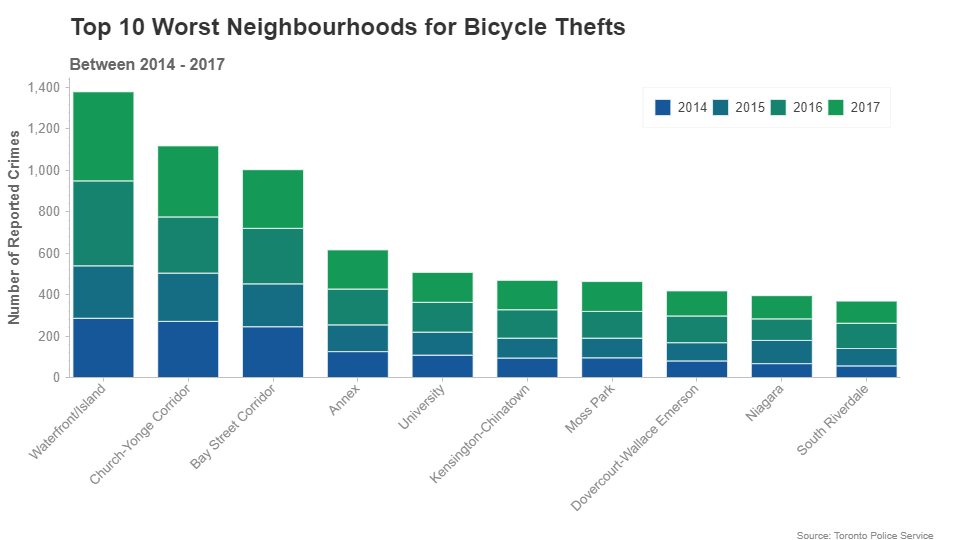 Top 10 Worst Neighbourhoods for Bicycle Thefts
Between 2014 - 2017
2014 2015 2016 2017
Number of Reported Crimes
1,400
1,200
1,000
800
600
400
200
0
Waterfront/Island
Church-Yonge Corridor
Bay Street Corridor
Annex
University
Kensington-Chinatown
Moss Park
Dovercourt-Wallace Emerson
Niagara
South Riverdale
Source: Toronto Police Service